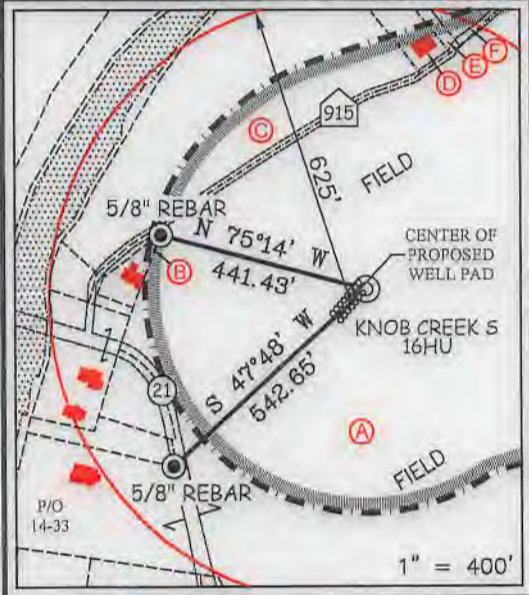 F
E
D
915
C
FIELD
625'
5/8" REBAR
N 75°14' W
441.43'
CENTER OF
PROPOSED
WELL PAD
B
KNOB CREEK S
16HU
S 47°48' W
542.65'
21
A
FIELD
5/8" REBAR
P/O
14-33
1" = 400'